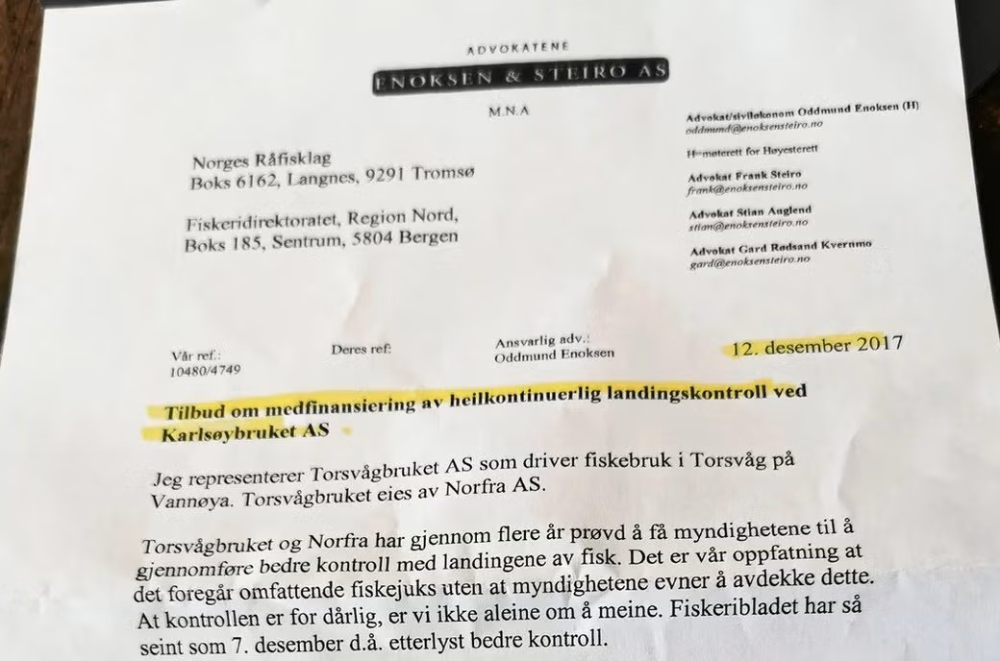 ADVOKATENE
ENOKSEN & STEIRO AS
M.N.A
Advokat/siviløkonom Oddmund Enoksen (H)
oddmund@enoksensteiro.no
H-møterett for Høyesterett
Advokat Frank Steiro
frank@enoksensteiro.no
Advokat Stian Anglend
stian@enoksensteiro.no
Advokat Gard Rødsand Kvernmo
gard@enoksensteiro.no
Norges Råfisklag
Boks 6162, Langnes, 9291 Tromsø
Fiskeridirektoratet, Region Nord,
Boks 185, Sentrum, 5804 Bergen
Vår ref.:
10480/4749
Deres ref:
Ansvarlig adv.:
Oddmund Enoksen
12. desember 2017
Tilbud om medfinansiering av heilkontinuerlig landingskontroll ved
Karlsøybruket AS
Jeg representerer Torsvågbruket AS som driver fiskebruk i Torsvåg på
Vannøya. Torsvågbruket eies av Norfra AS.
Torsvågbruket og Norfra har gjennom flere år prøvd å få myndighetene til å
gjennomføre bedre kontroll med landingene av fisk. Det er vår oppfatning at
det foregår omfattende fiskejuks uten at myndighetene evner å avdekke dette.
At kontrollen er for dårlig, er vi ikke aleine om å meine. Fiskeribladet har så
seint som 7. desember d.å. etterlyst bedre kontroll.